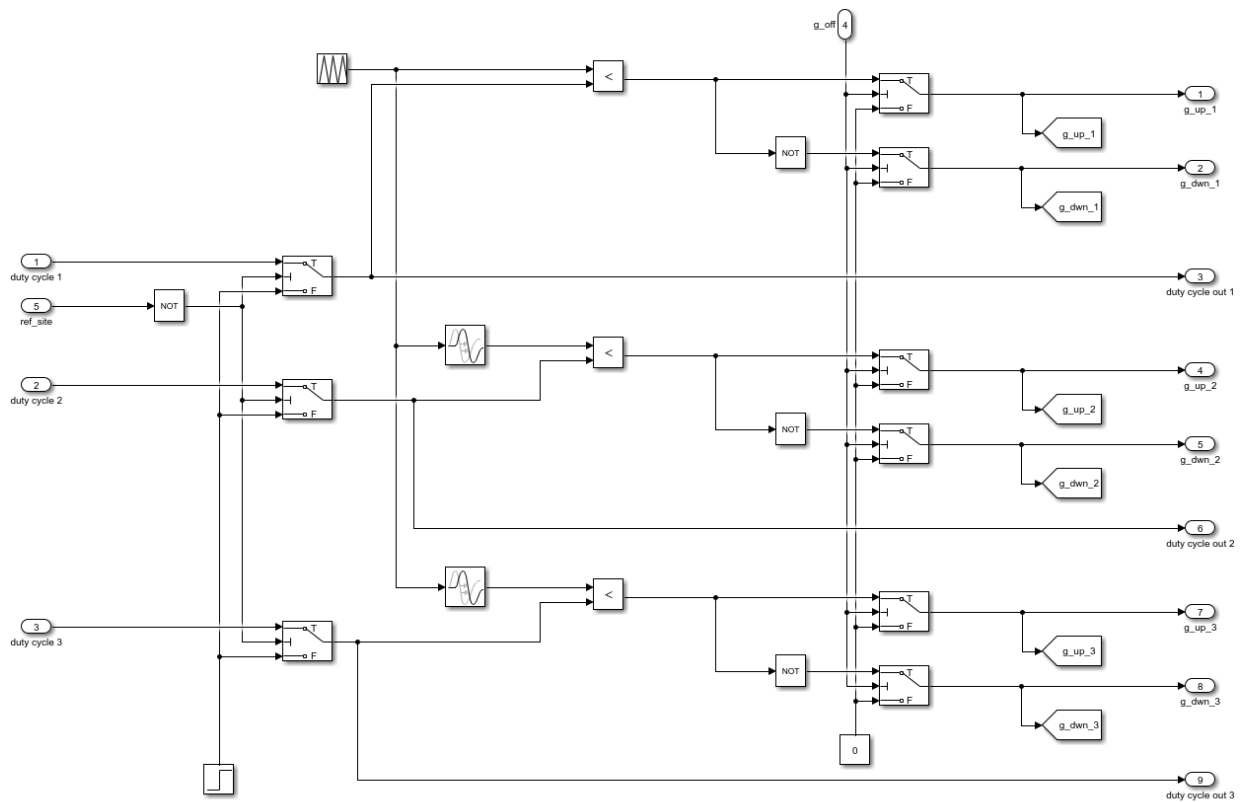 g_off 4
<
T
F
1
g_up_1
g_up_1
NOT
T
F
2
g_dwn_1
g_dwn_1
1
duty cycle 1
T
F
3
duty cycle out 1
5
ref_site
NOT
<
T
F
4
g_up_2
g_up_2
2
duty cycle 2
T
F
NOT
T
F
5
g_dwn_2
g_dwn_2
6
duty cycle out 2
<
T
F
7
g_up_3
g_up_3
3
duty cycle 3
T
F
NOT
T
F
8
g_dwn_3
g_dwn_3
0
9
duty cycle out 3